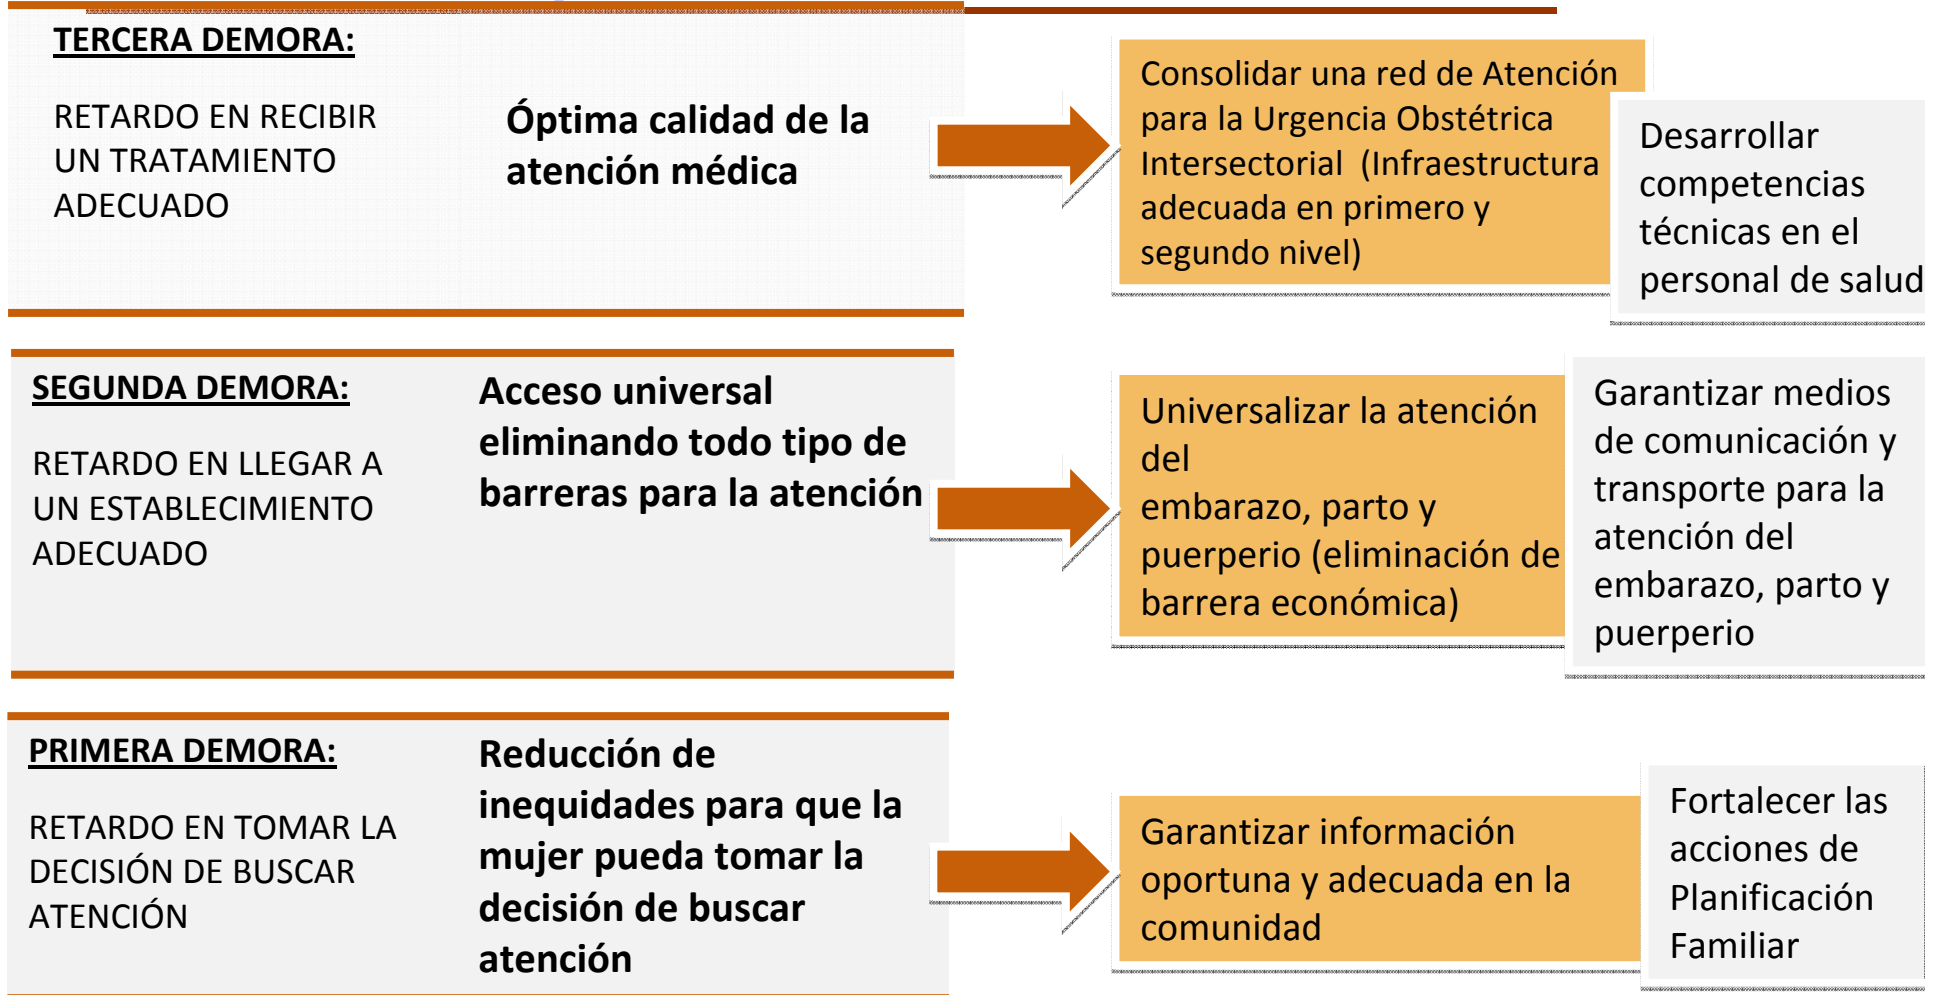 TERCERA DEMORA:
RETARDO EN RECIBIR
UN TRATAMIENTO
ADECUADO
Óptima calidad de la
atención médica
Consolidar una red de Atención
para la Urgencia Obstétrica
Intersectorial (Infraestructura
adecuada en primero y
segundo nivel)
Desarrollar
competencias
técnicas en el
personal de salud
SEGUNDA DEMORA:
RETARDO EN LLEGAR A
UN ESTABLECIMIENTO
ADECUADO
Acceso universal
eliminando todo tipo de
barreras para la atención
Universalizar la atención
del
embarazo, parto y
puerperio (eliminación de
barrera económica)
Garantizar medios
de comunicación y
transporte para la
atención del
embarazo, parto y
puerperio
PRIMERA DEMORA:
RETARDO EN TOMAR LA
DECISIÓN DE BUSCAR
ATENCIÓN
Reducción de
inequidades para que la
mujer pueda tomar la
decisión de buscar
atención
Garantizar información
oportuna y adecuada en la
comunidad
Fortalecer las
acciones de
Planificación
Familiar